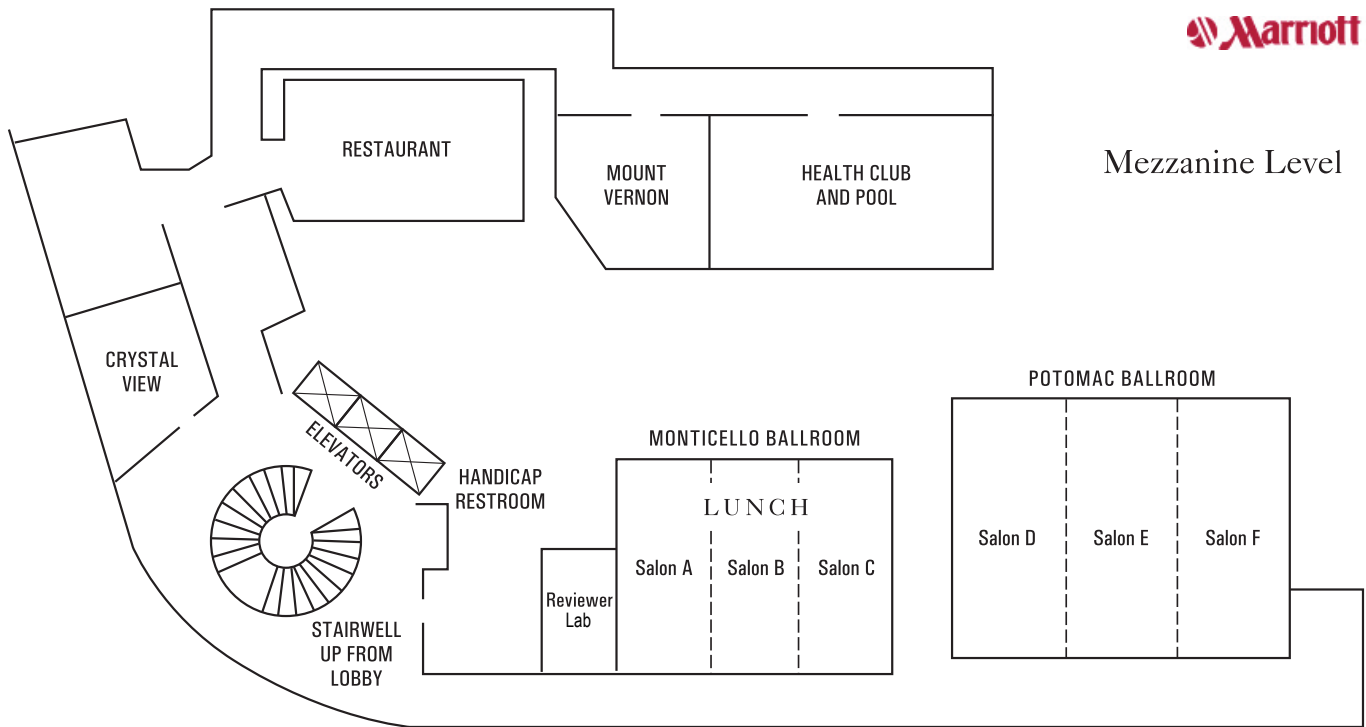 Marriott
Mezzanine Level
RESTAURANT
MOUNT
VERNON
HEALTH CLUB
AND POOL
CRYSTAL
VIEW
ELEVATORS
HANDICAP
RESTROOM
STAIRWELL
UP FROM
LOBBY
MONTICELLO BALLROOM
LUNCH
Salon A
Salon B
Salon C
Reviewer
Lab
POTOMAC BALLROOM
Salon D
Salon E
Salon F